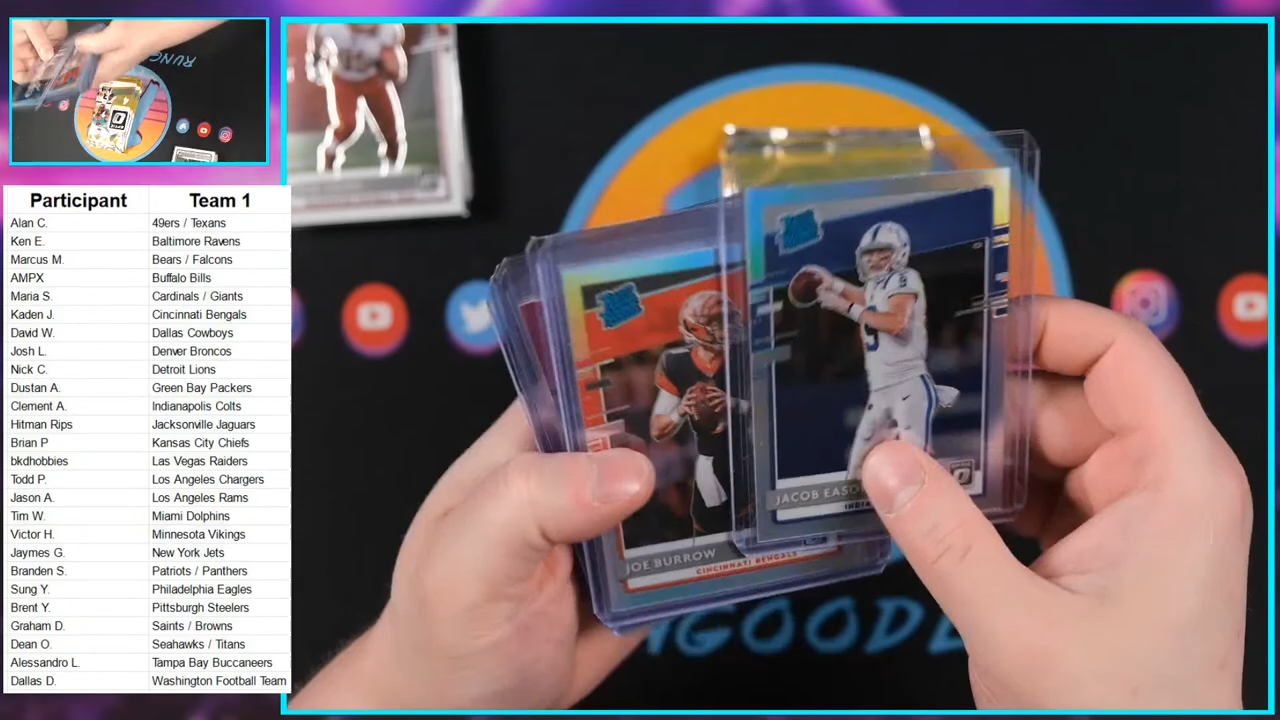 Participant Team 1
Alan C. 49ers / Texans
Ken E. Baltimore Ravens
Marcus M. Bears / Falcons
AMPX Buffalo Bills
Maria S. Cardinals / Giants
Kaden J. Cincinnati Bengals
David W. Dallas Cowboys
Josh L. Denver Broncos
Nick C. Detroit Lions
Dustan A. Green Bay Packers
Clement A. Indianapolis Colts
Hitman Rips Jacksonville Jaguars
Brian P Kansas City Chiefs
bkdhobbies Las Vegas Raiders
Todd P. Los Angeles Chargers
Jason A. Los Angeles Rams
Tim W. Miami Dolphins
Victor H. Minnesota Vikings
Jaymes G. New York Jets
Branden S. Patriots / Panthers
Sung Y. Philadelphia Eagles
Brent Y. Pittsburgh Steelers
Graham D. Saints / Browns
Dean O. Seahawks / Titans
Alessandro L. Tampa Bay Buccaneers
Dallas D. Washington Football Team
JACOB
JOE BURROW
CINCINNATI BENGALS